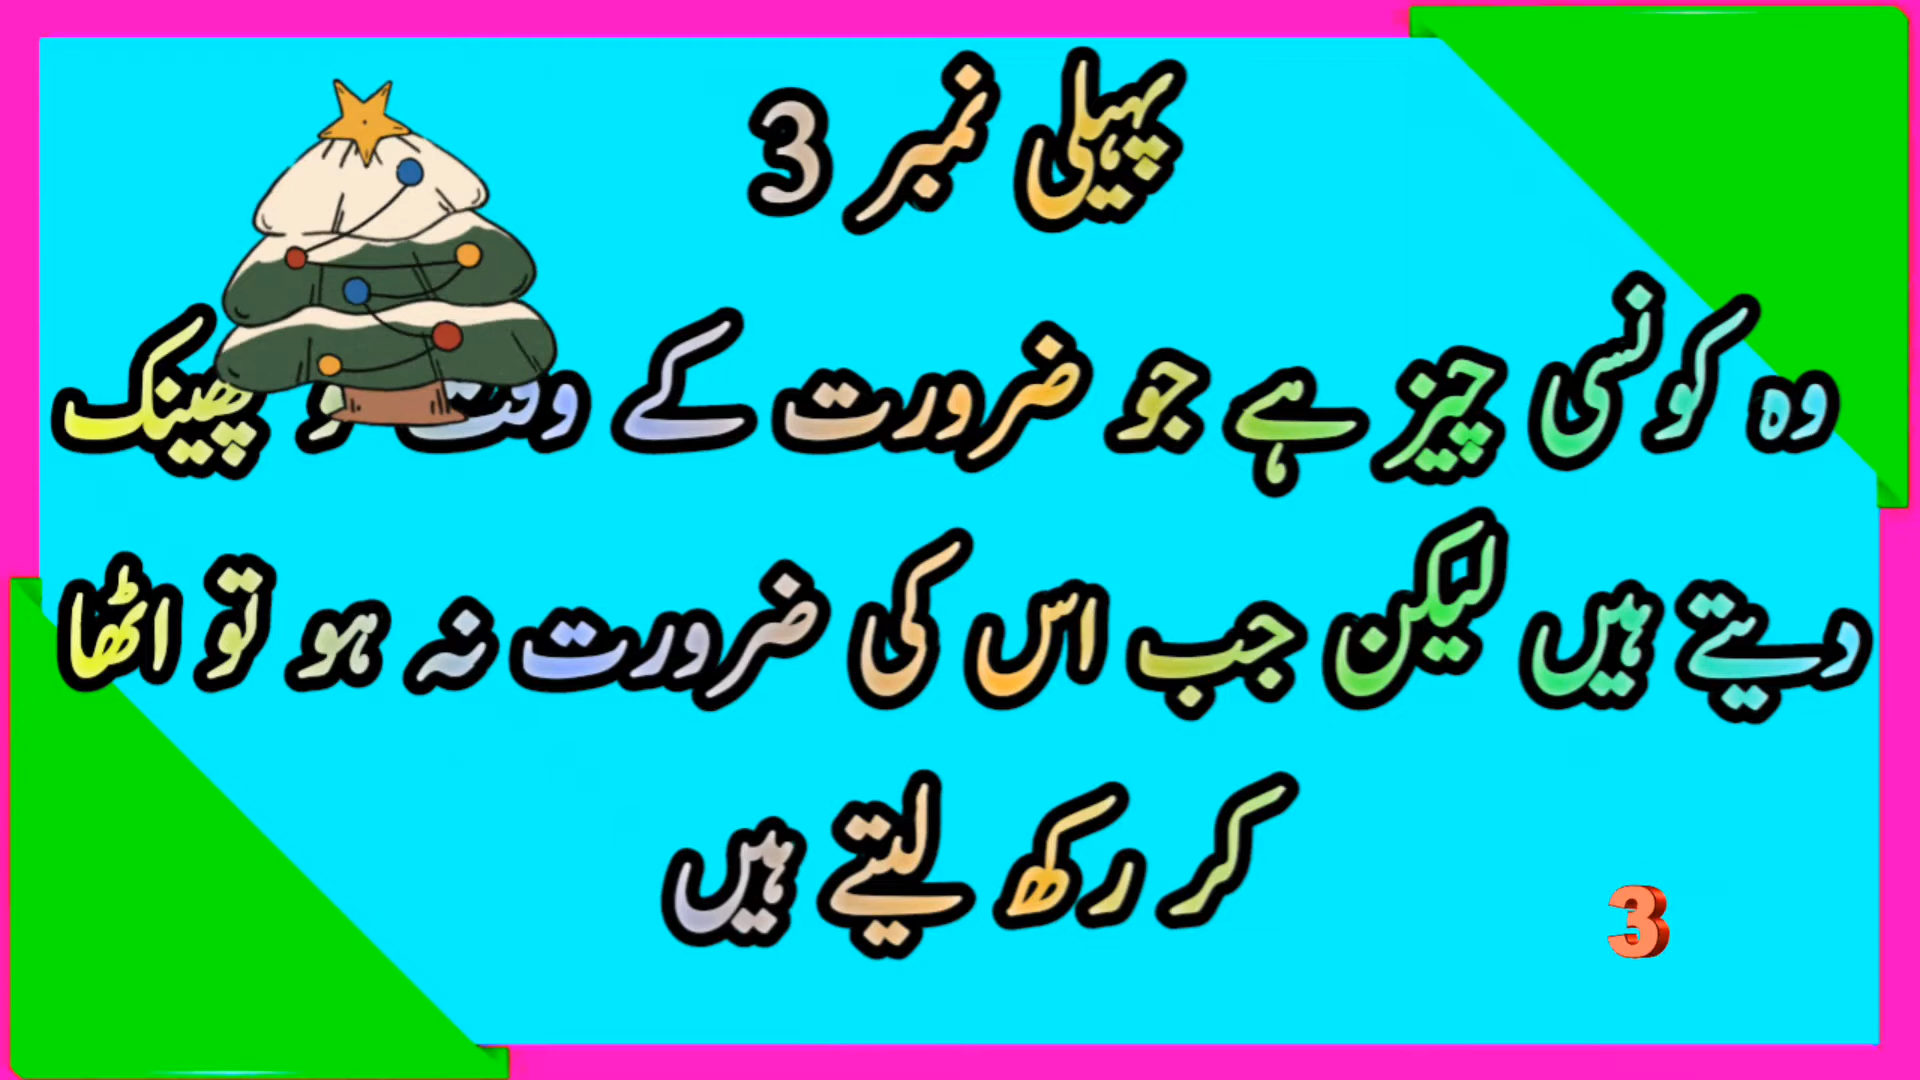 پہیلی نمبر 3
وہ کونسی چیز ہے جو ضرورت کے وقت پھینک
دیتے ہیں لیکن جب اس کی ضرورت نہ ہو تو اٹھا
کر رکھ لیتے ہیں
3